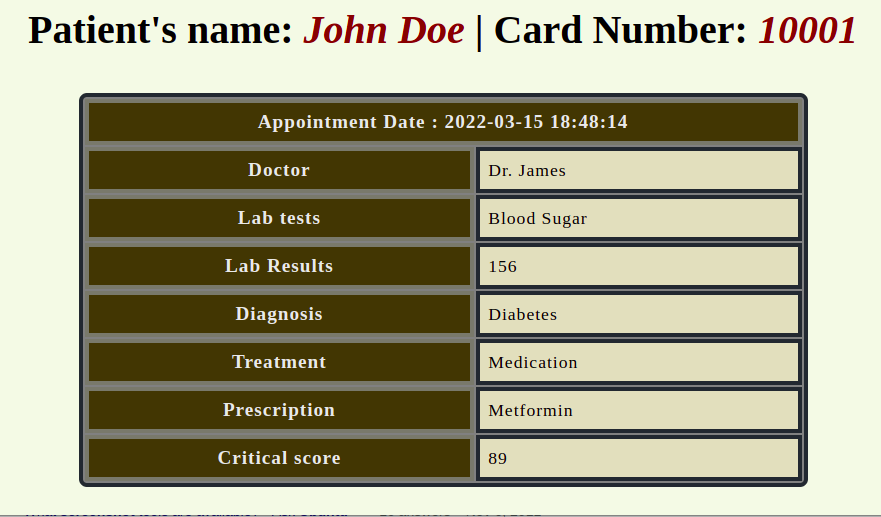 Patient's name: John Doe | Card Number: 10001
Appointment Date : 2022-03-15 18:48:14
Doctor Dr. James
Lab tests Blood Sugar
Lab Results 156
Diagnosis Diabetes
Treatment Medication
Prescription Metformin
Critical score 89